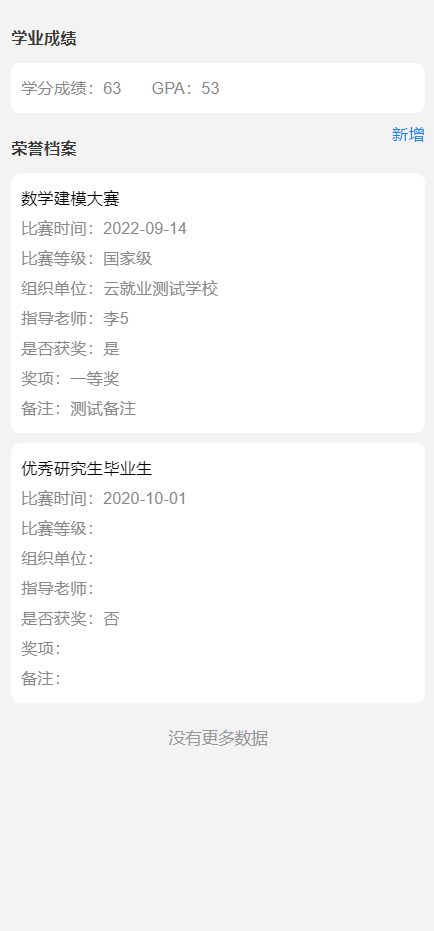 学业成绩
学分成绩：63 GPA：53
新增
荣誉档案
数学建模大赛
比赛时间：2022-09-14
比赛等级：国家级
组织单位：云就业测试学校
指导老师：李5
是否获奖：是
奖项：一等奖
备注：测试备注
优秀研究生毕业生
比赛时间：2020-10-01
比赛等级：
组织单位：
指导老师：
是否获奖：否
奖项：
备注：
没有更多数据